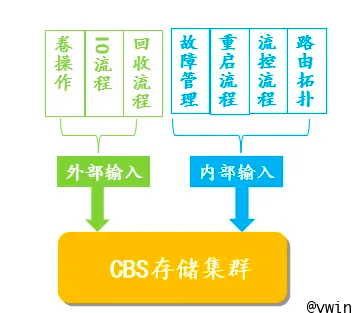 卷操作
IO流程
回收流程
故障管理
重启流程
流控流程
路由拓扑
外部输入
内部输入
CBS存储集群
@vwin